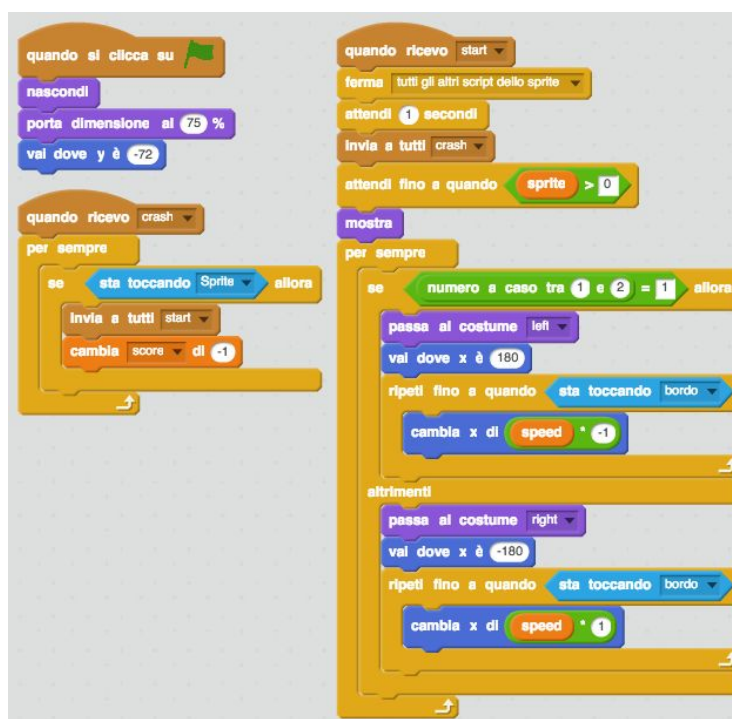 quando si clicca su
nascondi
porta dimensione al 75 %
vai dove y è -72
quando ricevo crash
per sempre
se sta toccando Sprite allora
invia a tutti start
cambia score di -1
quando ricevo start
ferma tutti gli altri script dello sprite
attendi 1 secondi
invia a tutti crash
attendi fino a quando sprite > 0
mostra
per sempre
se numero a caso tra 1 e 2 = 1 allora
passa al costume left
vai dove x è 180
ripeti fino a quando sta toccando bordo
cambia x di speed * -1
altrimenti
passa al costume right
vai dove x è -180
ripeti fino a quando sta toccando bordo
cambia x di speed * 1